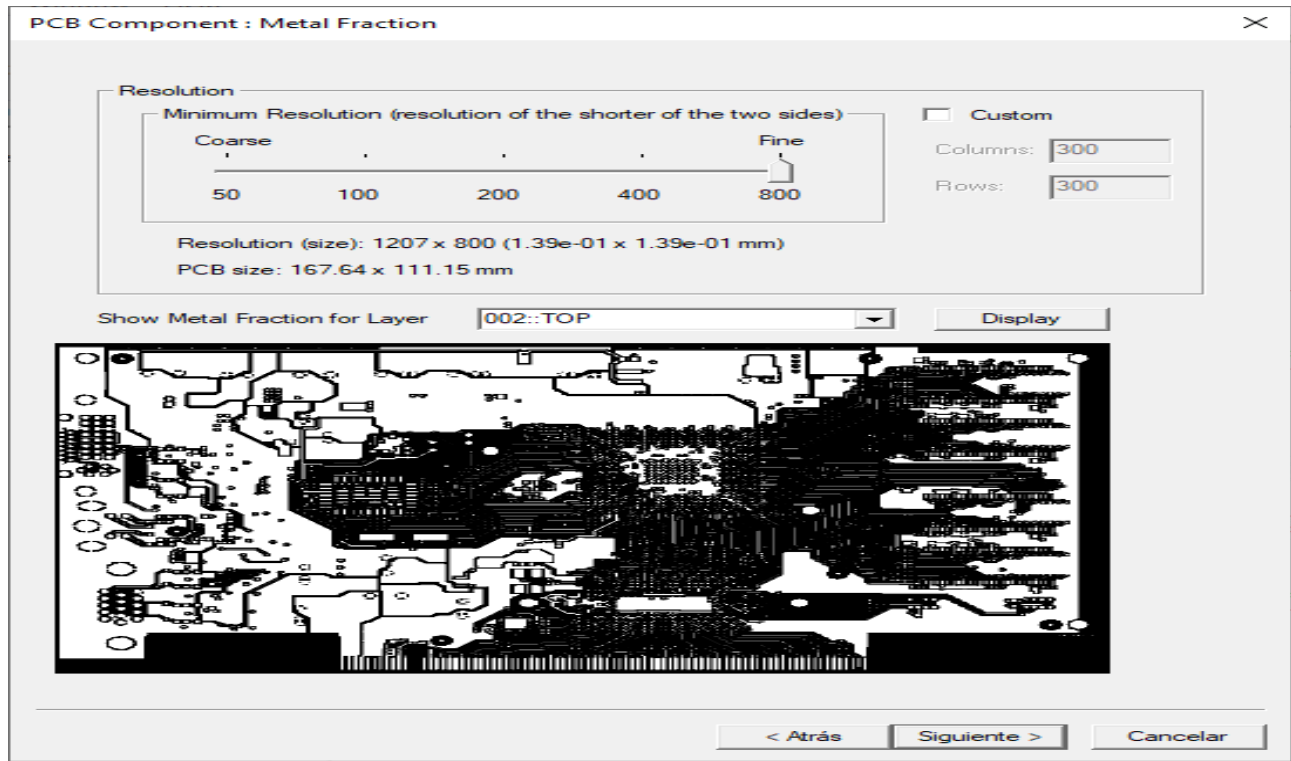 PCB Component : Metal Fraction
Resolution
Minimum Resolution (resolution of the shorter of the two sides)
Coarse Fine
50 100 200 400 800
Custom
Columns: 300
Rows: 300
Resolution (size): 1207 x 800 (1.39e-01 x 1.39e-01 mm)
PCB size: 167.64 x 111.15 mm
Show Metal Fraction for Layer 002::TOP Display
< Atrás Siguiente > Cancelar